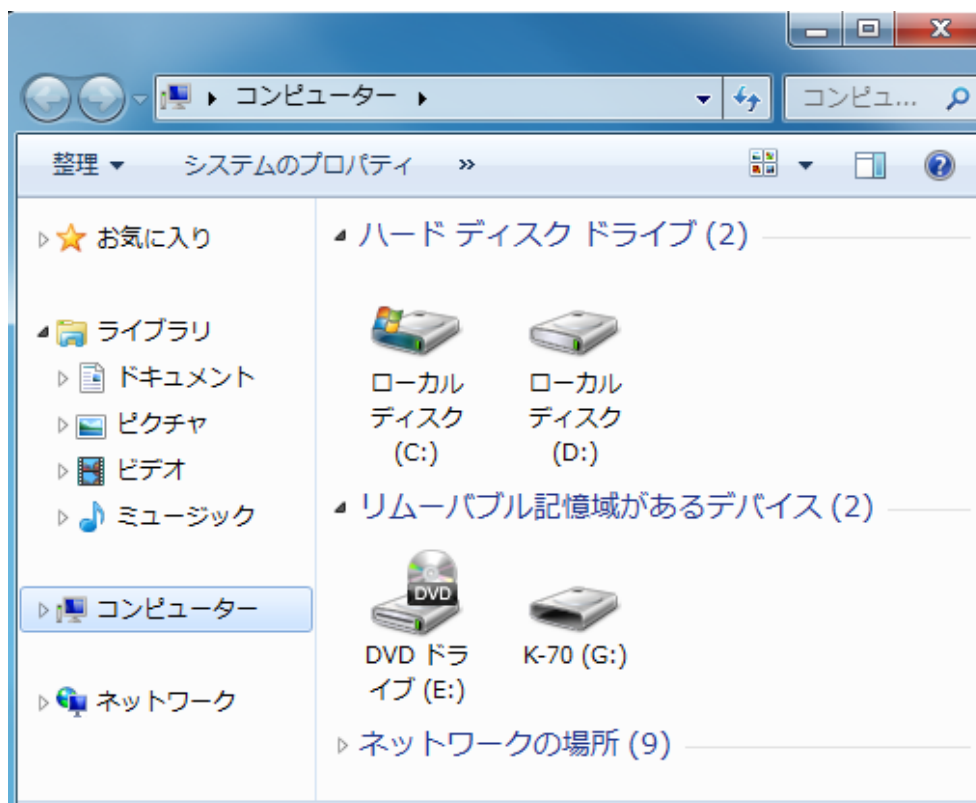 コンピューター
コンピュ...
整理
システムのプロパティ
»
お気に入り
ライブラリ
ドキュメント
ピクチャ
ビデオ
ミュージック
コンピューター
ネットワーク
ハード ディスク ドライブ (2)
ローカル
ディスク
(C:)
ローカル
ディスク
(D:)
リムーバブル記憶域があるデバイス (2)
DVD
DVD ドラ
イブ (E:)
K-70 (G:)
ネットワークの場所 (9)